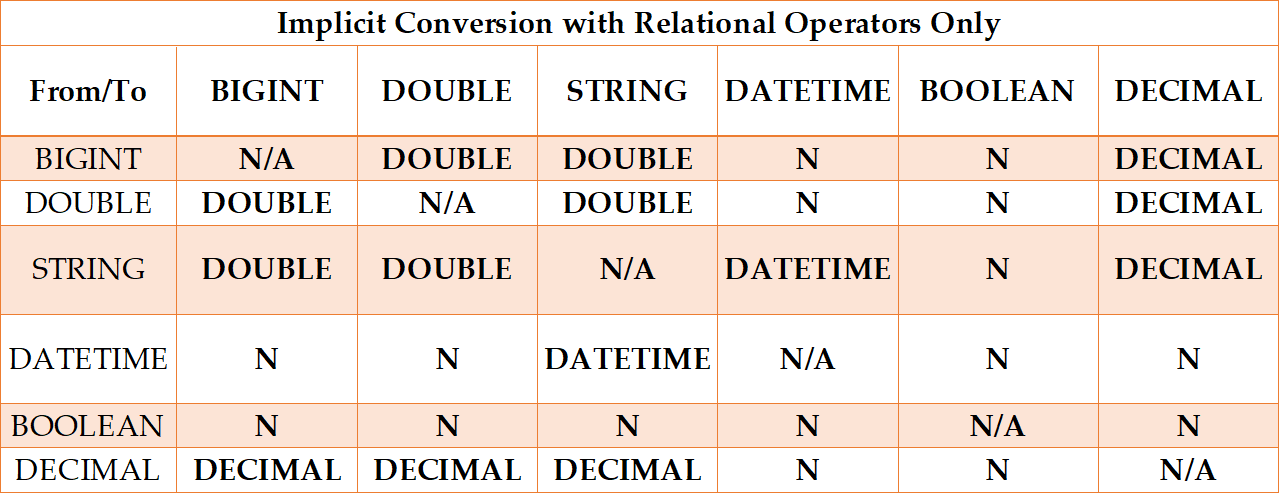 Implicit Conversion with Relational Operators Only
From/To BIGINT DOUBLE STRING DATETIME BOOLEAN DECIMAL
BIGINT N/A DOUBLE DOUBLE N N DECIMAL
DOUBLE DOUBLE N/A DOUBLE N N DECIMAL
STRING DOUBLE DOUBLE N/A DATETIME N DECIMAL
DATETIME N N DATETIME N/A N N
BOOLEAN N N N N N/A N
DECIMAL DECIMAL DECIMAL DECIMAL N N N/A